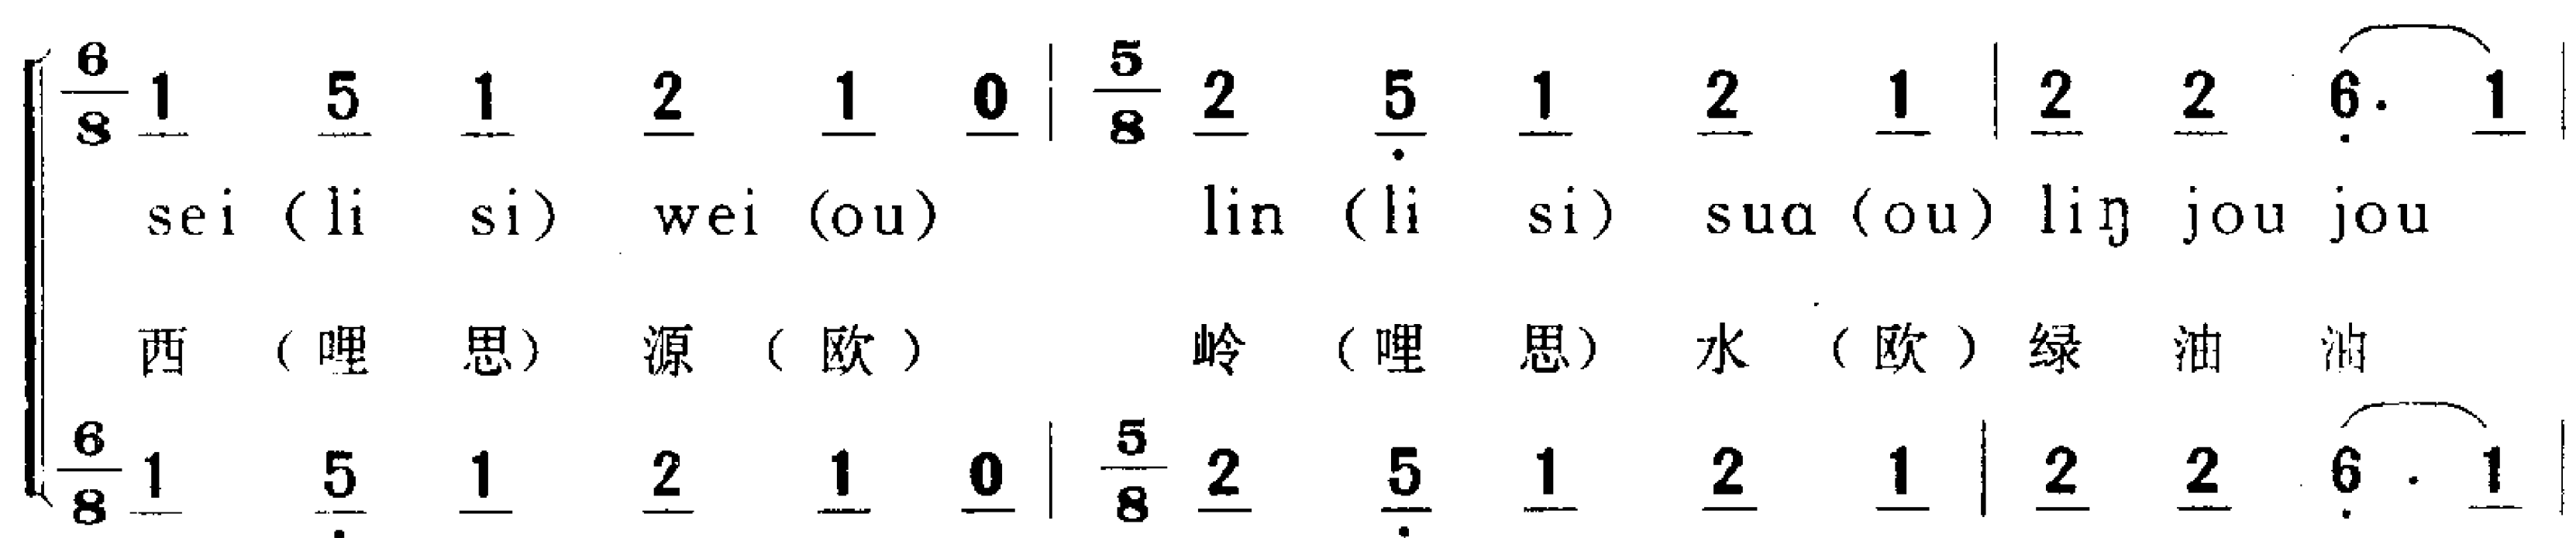 6/8 1 5 1 2 1 0 | 5/8 2 5̣ 1 2 1 | 2 2 6̣· 1 |
sei (li si) wei (ou) lin (li si) suɑ (ou) liŋ jou jou
西 (哩 思) 源 (欧) 岭 (哩 思) 水 (欧) 绿 油 油
6/8 1 5̣ 1 2 1 0 | 5/8 2 5̣ 1 2 1 | 2 2 6̣· 1 |